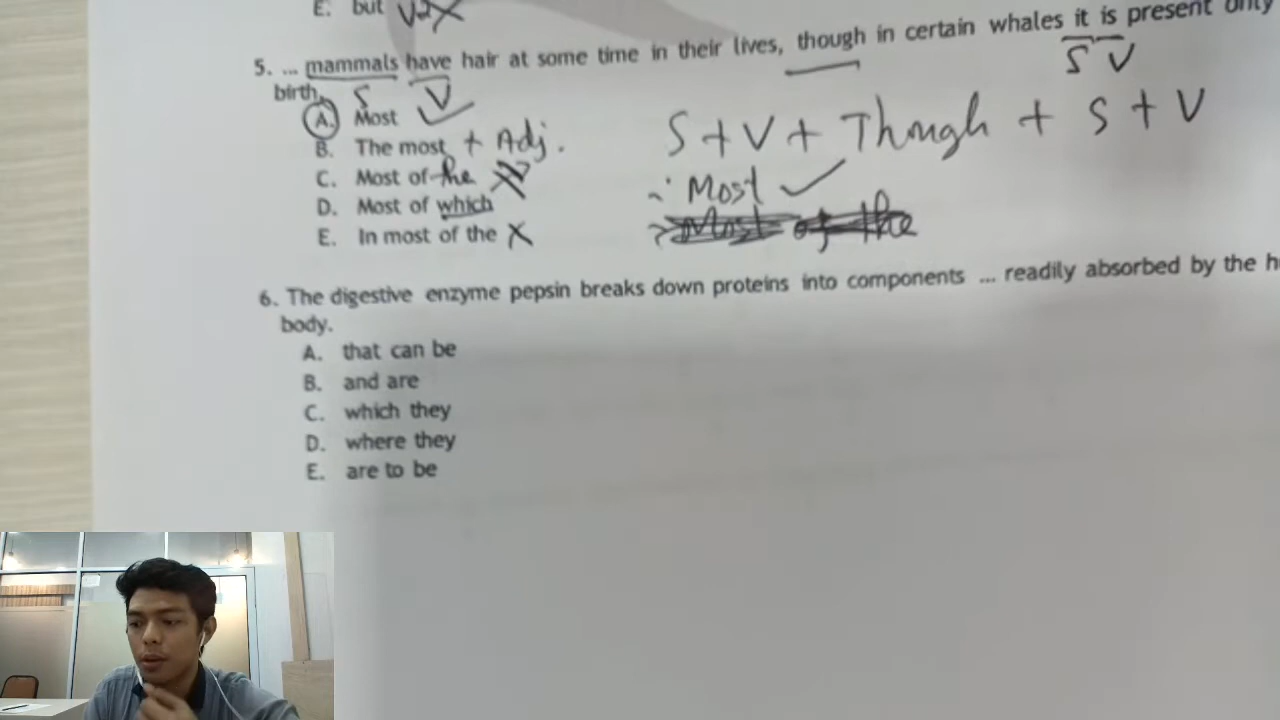 E. but
5. ... mammals have hair at some time in their lives, though in certain whales it is present only
birth.
S V
S V
A. Most
B. The most + Adj.
C. Most of the
D. Most of which
E. In most of the X
S + V + Though + S + V
∴ Most ✓
Most of the
6. The digestive enzyme pepsin breaks down proteins into components ... readily absorbed by the h
body.
A. that can be
B. and are
C. which they
D. where they
E. are to be